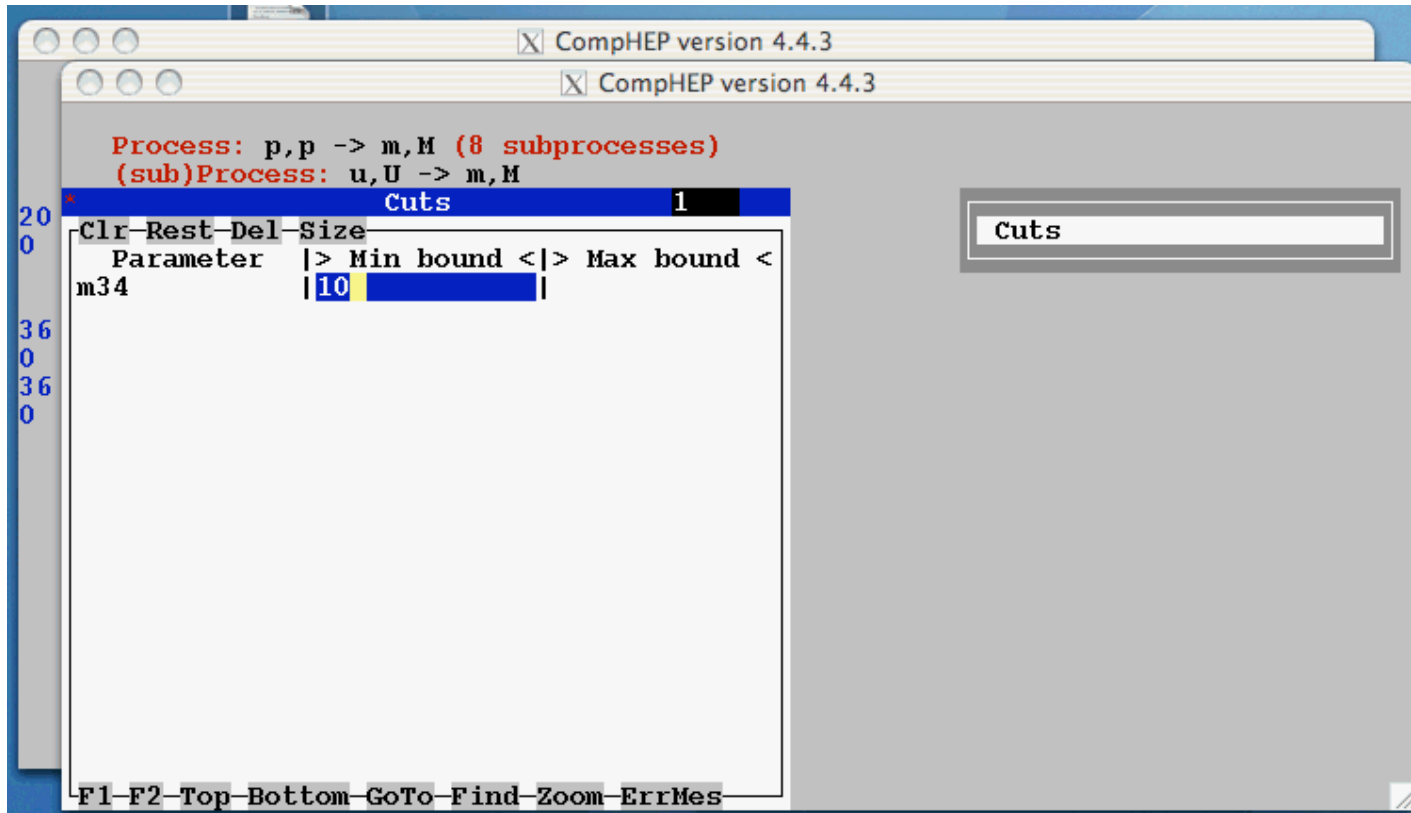 CompHEP version 4.4.3
CompHEP version 4.4.3
Process: p,p -> m,M (8 subprocesses)
(sub)Process: u,U -> m,M
* Cuts 1
Clr-Rest-Del-Size
Parameter |> Min bound <|> Max bound <
m34 |10 |
F1-F2-Top-Bottom-GoTo-Find-Zoom-ErrMes
Cuts
20
0
36
0
36
0